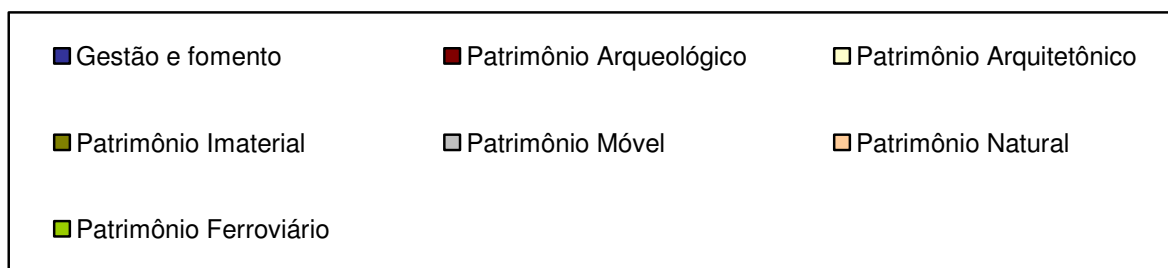 Gestão e fomento Patrimônio Arqueológico Patrimônio Arquitetônico
Patrimônio Imaterial Patrimônio Móvel Patrimônio Natural
Patrimônio Ferroviário